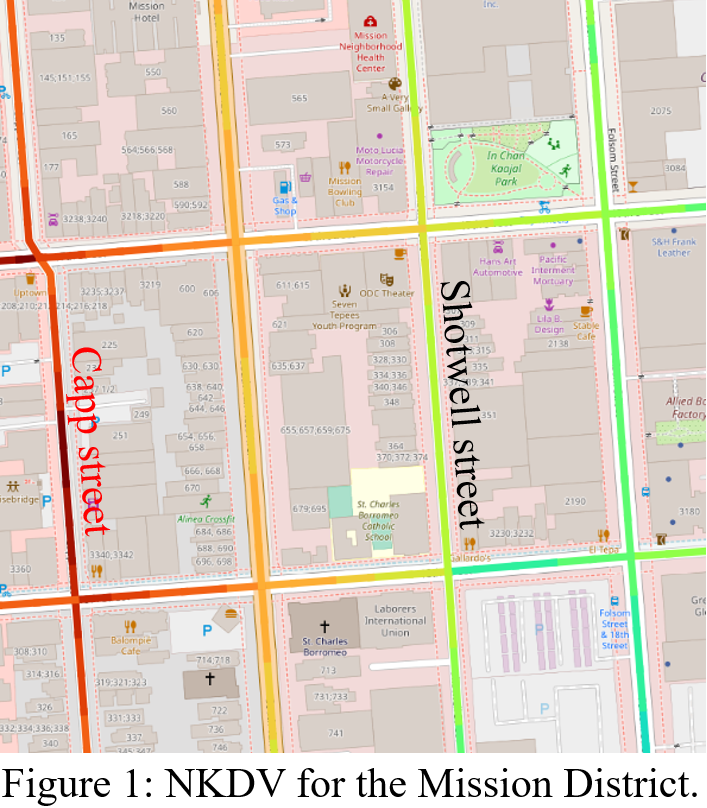 Mission
Hotel
Inc.
135
Mission
Neighborhood
Health
Center
145,151,155
550
A Very
Small Gallery
565
560
2075
165
573
564;566;568
Moto Lucia
Motorcycle
Repair
In Chan
Kaajal
Park
Folsom Street
177
588
590;592
Mission
Bowling
Club
3154
3084
Gas &
Shop
3238;3240
3218;3220
Uptown
3235;3237
3219
600
606
611;615
ODC Theater
Hans Art
Automotive
Pacific
Interment
Mortuary
S&H Frank
Leather
208;210;212;214;216;218
Seven
Tepees
Youth Program
Lila B.
Design
Stable
Cafe
621
306
308
309
311
620
225
328;330
334;336
340;346
2138
635;637
630, 630
638, 640,
642
644, 646
348
Capp street
Shotwell street
249
251
351
Allied Bo
Factory
655;657;659;675
654, 656,
658
364
370;372;374
666, 668
670
isebridge
Alinea Crossfit
679;695
St. Charles
Borromeo
Catholic
School
2190
3180
684, 686
688, 690
696, 698
3230;3232
3340;3342
3360
Gallardo's
El Tepa
Balompie
Cafe
P
St. Charles
Borromeo
Laborers
International
Union
Folsom
Street
& 18th
Street
Gre
Gl
308;310
314;316
714;718
713
319;321;323
326
722
731;733
332;334;336;338
331;333
736
340
337
345;347
746
741
P
Figure 1: NKDV for the Mission District.